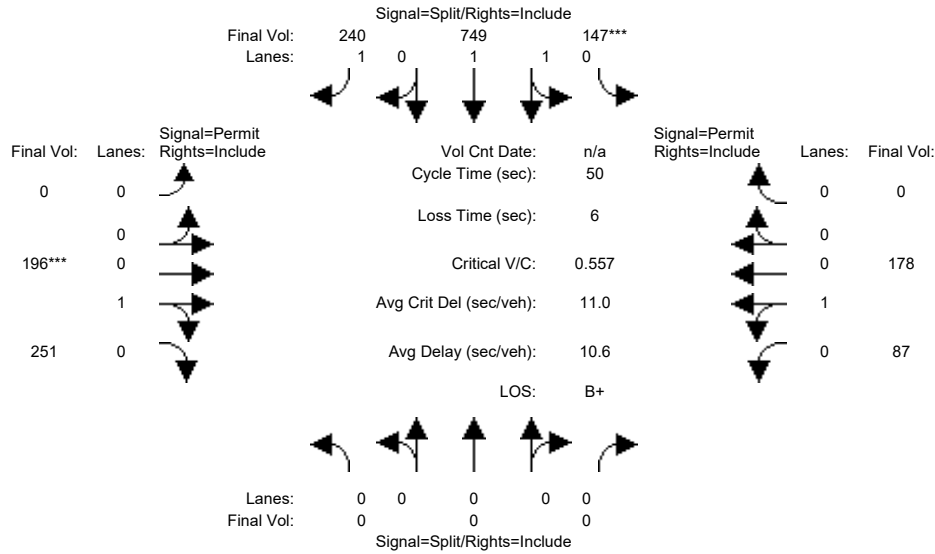 Signal=Split/Rights=Include
Final Vol: 240 749 147***
Lanes: 1 0 1 1 0
Signal=Permit Signal=Permit
Final Vol: Lanes: Rights=Include Vol Cnt Date: n/a Rights=Include Lanes: Final Vol:
Cycle Time (sec): 50
0 0 0 0
Loss Time (sec): 6
0 0
196*** 0 Critical V/C: 0.557 0 178
1 Avg Crit Del (sec/veh): 11.0 1
251 0 Avg Delay (sec/veh): 10.6 0 87
LOS: B+
Lanes: 0 0 0 0 0
Final Vol: 0 0 0
Signal=Split/Rights=Include